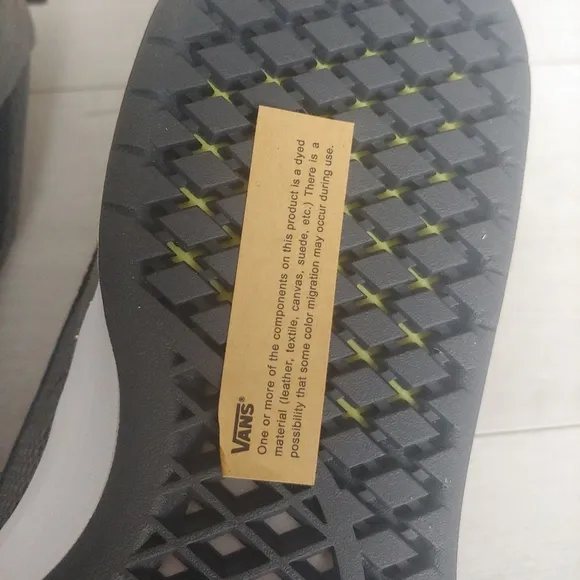 VANS®
One or more of the components on this product is a dyed
material (leather, textile, canvas, suede, etc.) There is a
possibility that some color migration may occur during use.